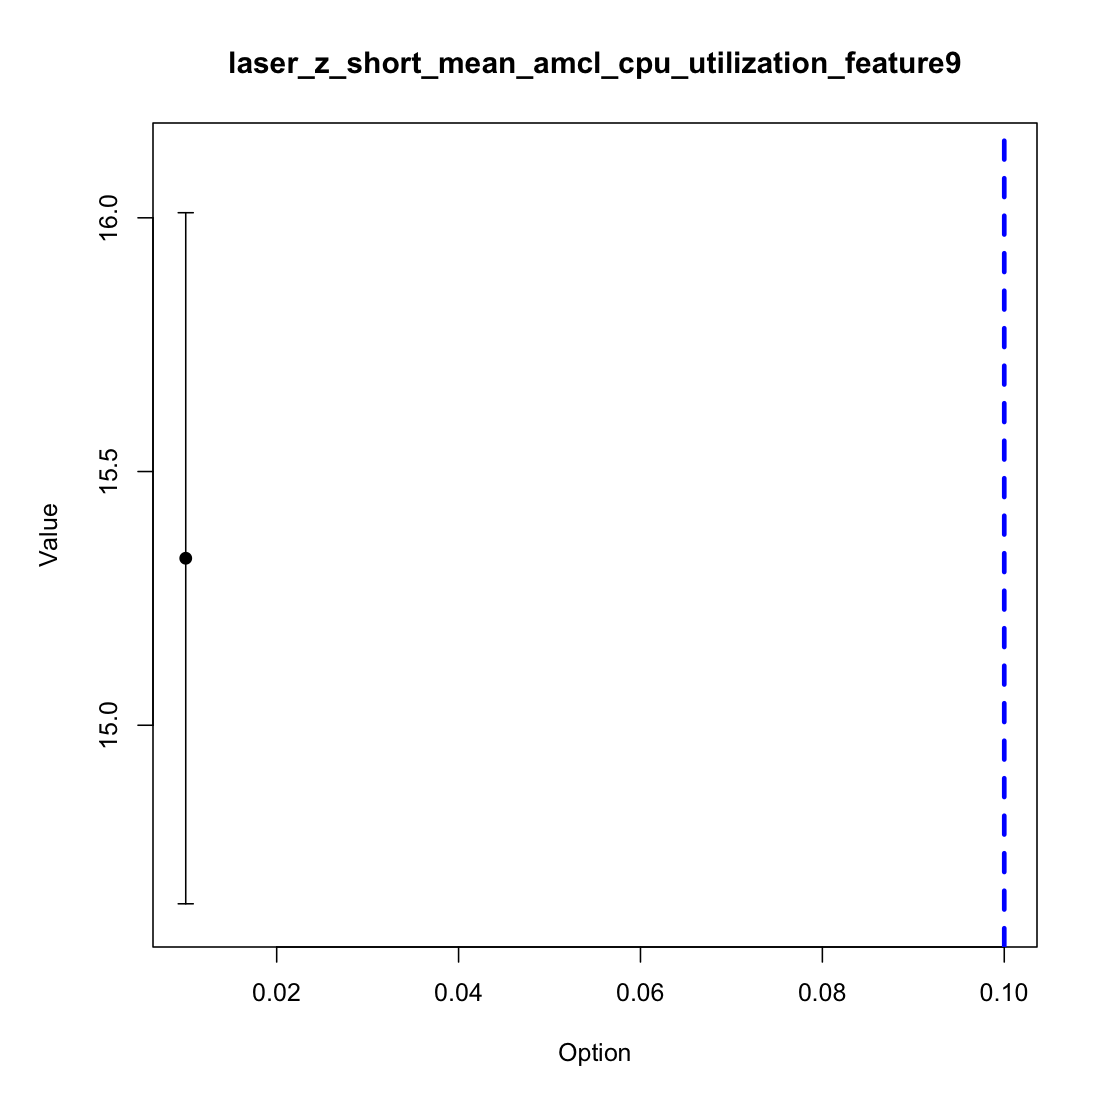 laser_z_short_mean_amcl_cpu_utilization_feature9
16.0
15.5
15.0
Value
0.02 0.04 0.06 0.08 0.10
Option